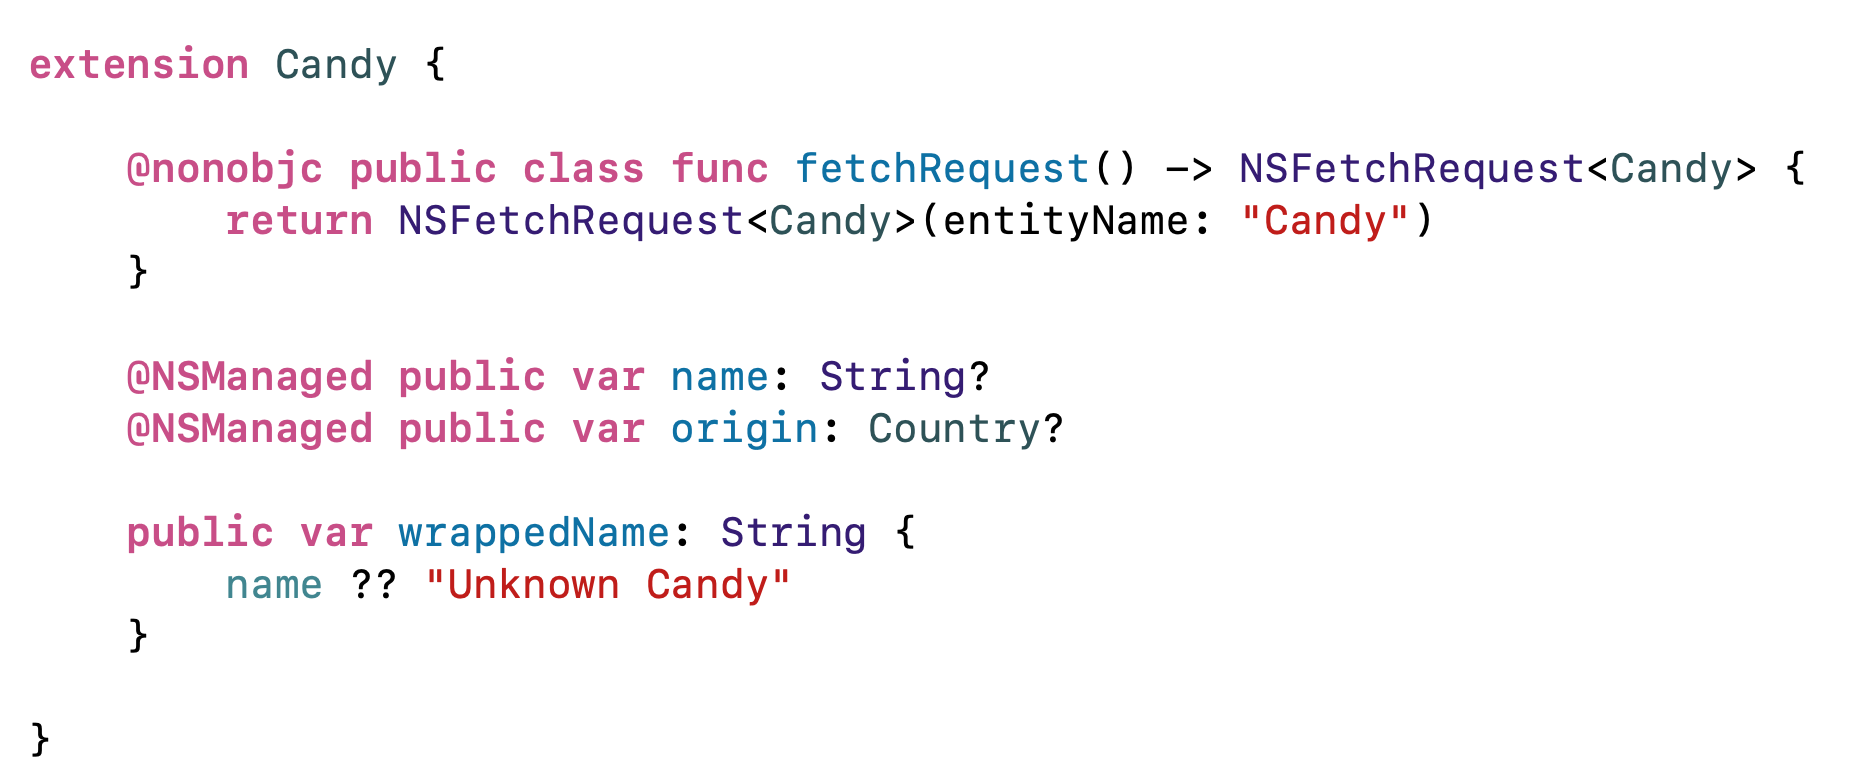 extension Candy {
    @nonobjc public class func fetchRequest() -> NSFetchRequest<Candy> {
        return NSFetchRequest<Candy>(entityName: "Candy")
    }
    @NSManaged public var name: String?
    @NSManaged public var origin: Country?
    public var wrappedName: String {
        name ?? "Unknown Candy"
    }
}